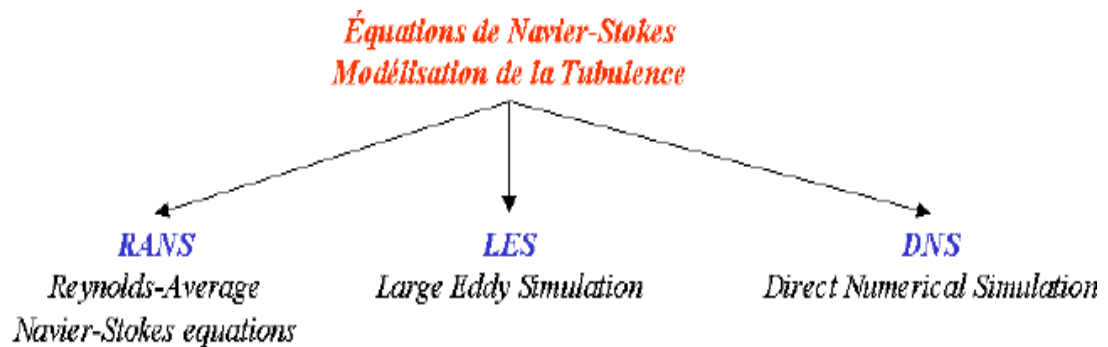 Équations de Navier-Stokes
Modélisation de la Tubulence
RANS
Reynolds-Average
Navier-Stokes equations
LES
Large Eddy Simulation
DNS
Direct Numerical Simulation